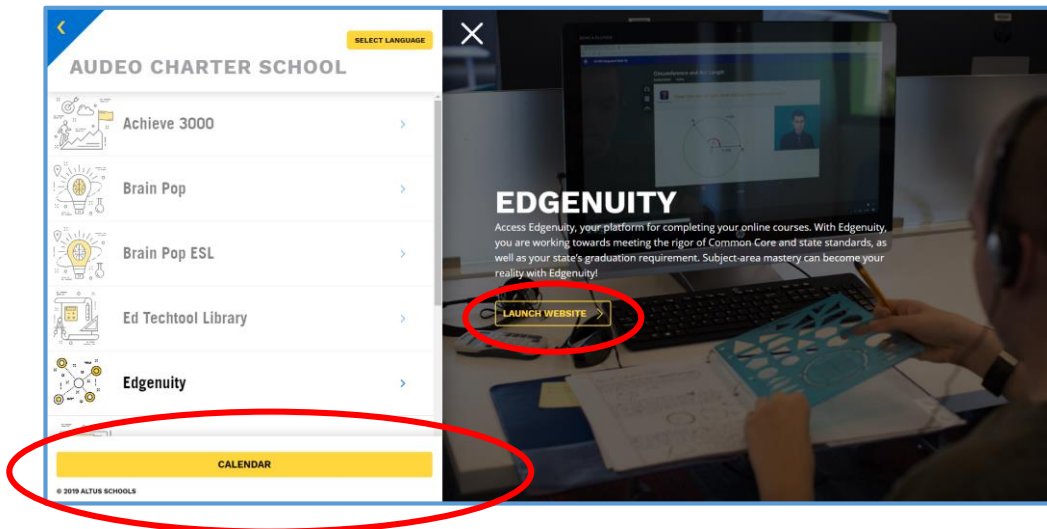 SELECT LANGUAGE
AUDEO CHARTER SCHOOL
Achieve 3000
Brain Pop
Brain Pop ESL
Ed Techtool Library
Edgenuity
CALENDAR
© 2019 ALTUS SCHOOLS
EDGENUITY
Access Edgenuity, your platform for completing your online courses. With Edgenuity,
you are working towards meeting the rigor of Common Core and state standards, as
well as your state's graduation requirement. Subject-area mastery can become your
reality with Edgenuity!
LAUNCH WEBSITE